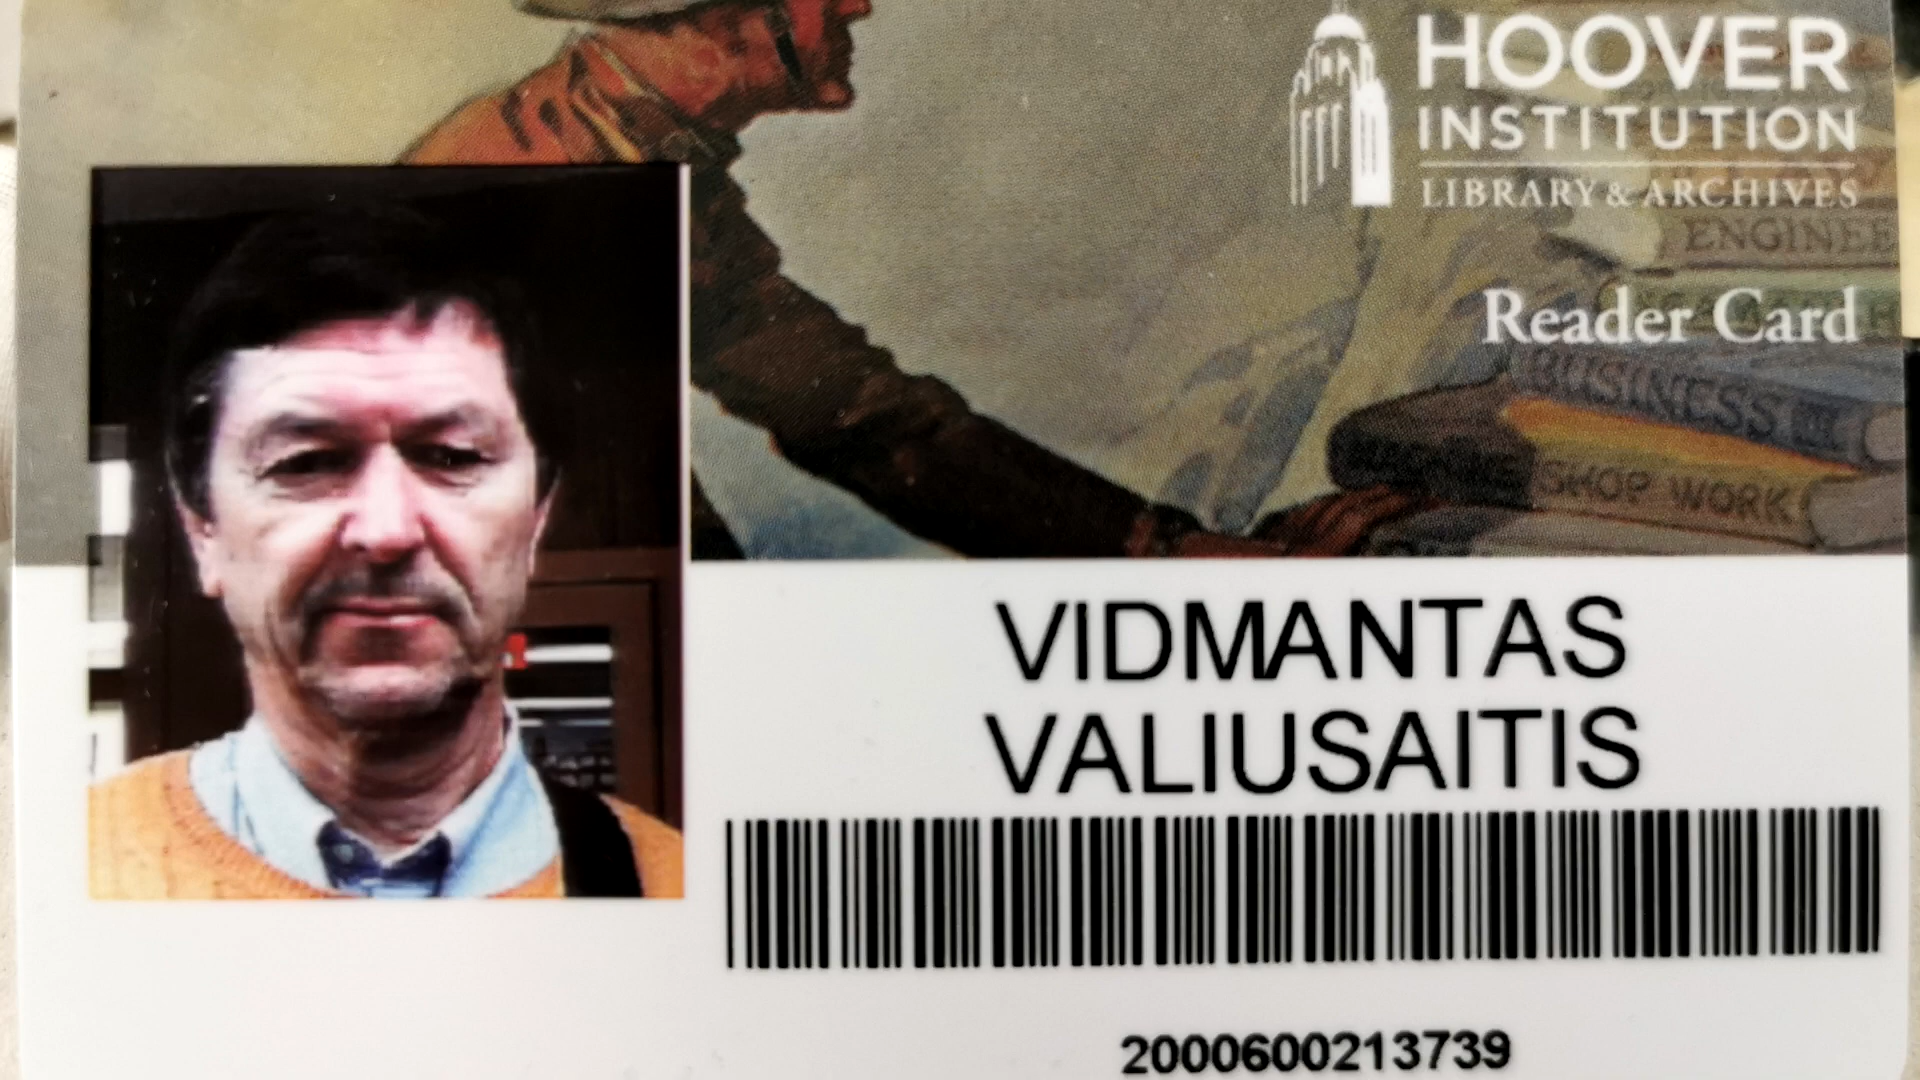 HOOVER
INSTITUTION
LIBRARY & ARCHIVES
ENGINEE
Reader Card
BUSINESS
SHOP WORK
VIDMANTAS
VALIUSAITIS
2000600213739